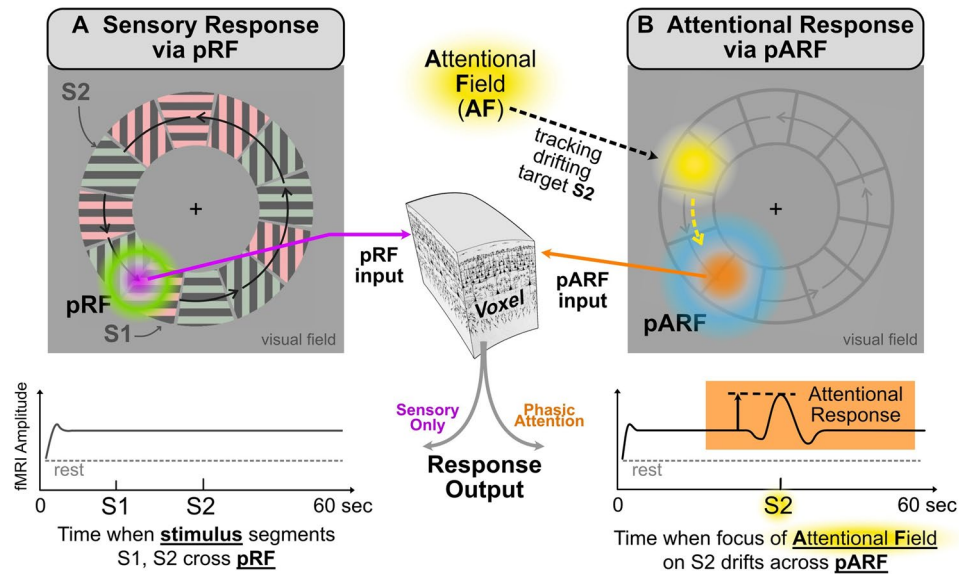 A Sensory Response
via pRF
S2
+
pRF
S1
visual field
Attentional
Field
(AF)
tracking
drifting
target S2
pRF
input
Voxel
pARF
input
B Attentional Response
via pARF
+
pARF
visual field
fMRI Amplitude
rest
0
S1
S2
60 sec
Time when stimulus segments
S1, S2 cross pRF
Sensory
Only
Phasic
Attention
Response
Output
Attentional
Response
rest
0
S2
60 sec
Time when focus of Attentional Field
on S2 drifts across pARF